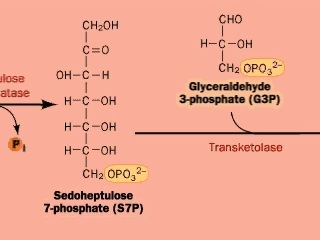 CH2OH
C=O
OH-C-H
H-C-OH
H-C-OH
H-C-OH
CH2 OPO3 2-
Sedoheptulose
7-phosphate (S7P)
CHO
H-C-OH
CH2 OPO3 2-
Glyceraldehyde
3-phosphate (G3P)
Transketolase
ulose
atase
Pi